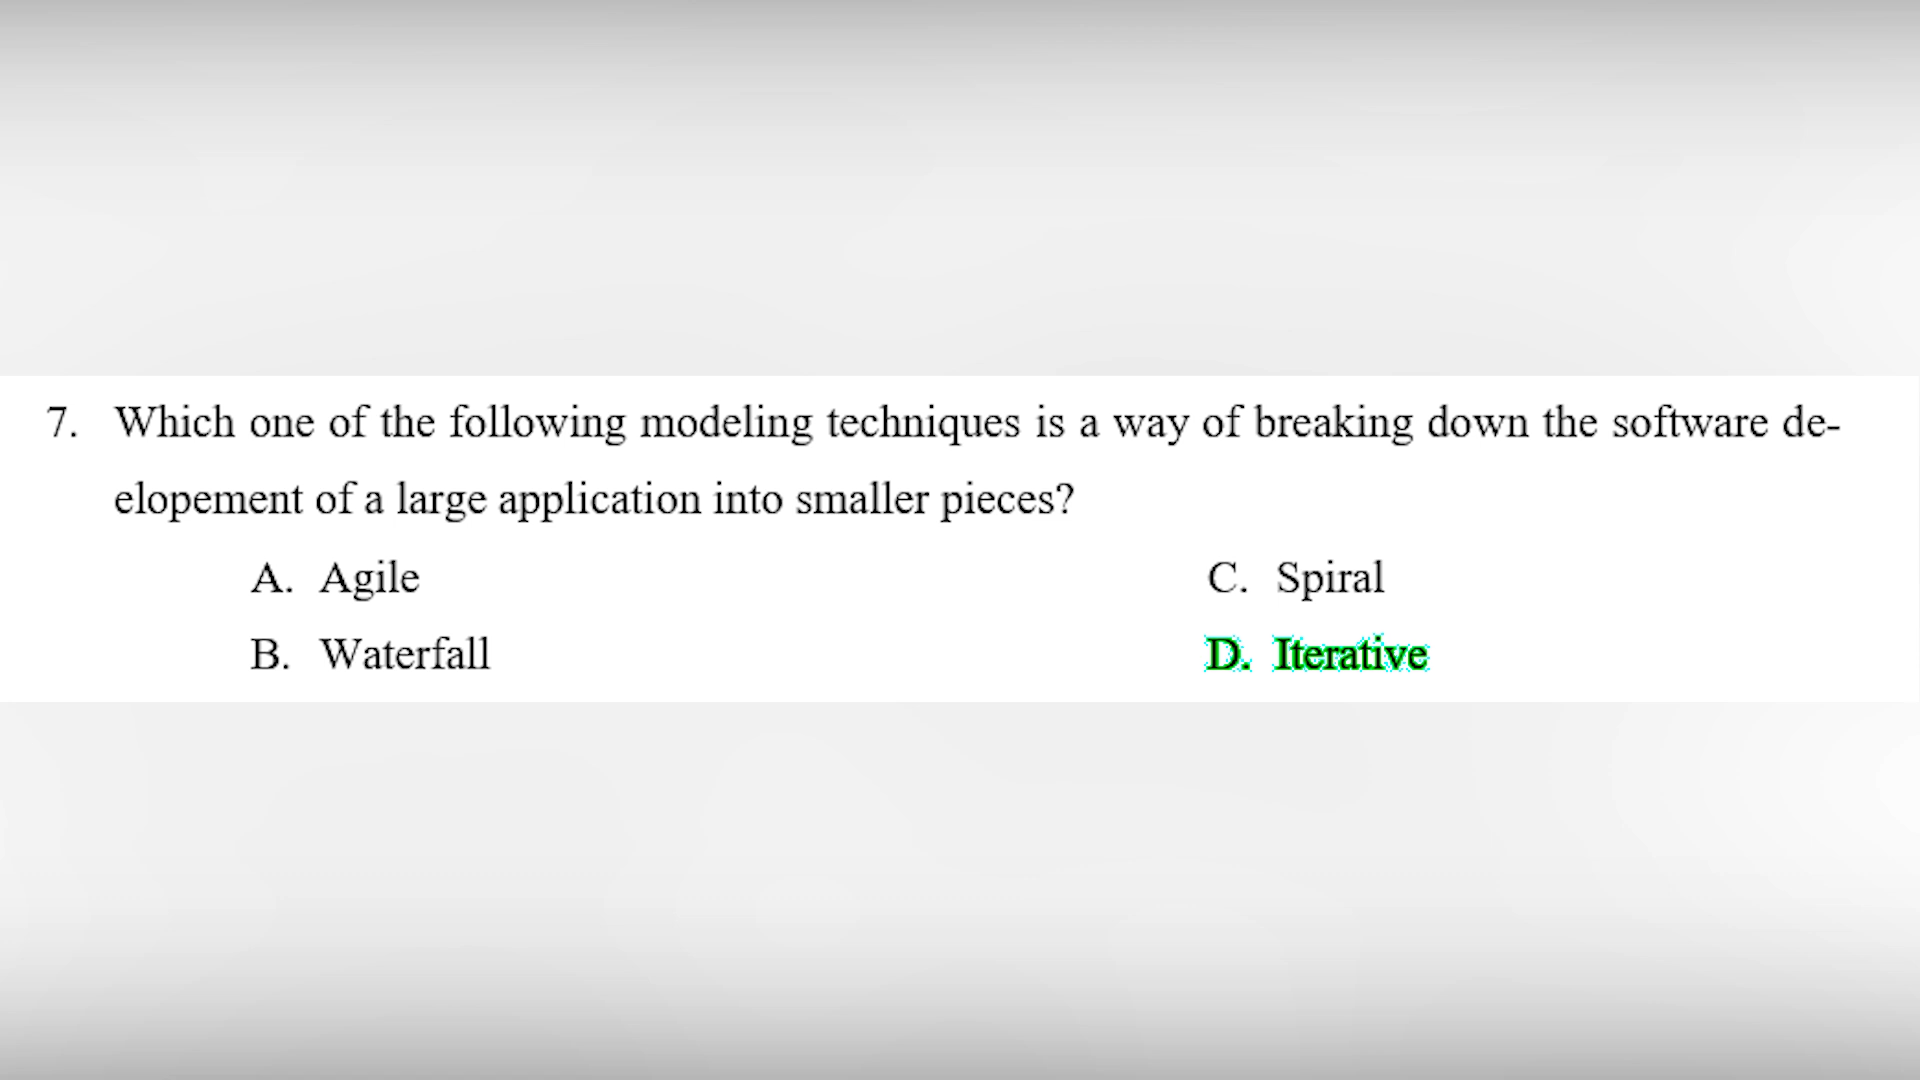 7. Which one of the following modeling techniques is a way of breaking down the software de-
elopement of a large application into smaller pieces?
A. Agile
C. Spiral
B. Waterfall
D. Iterative